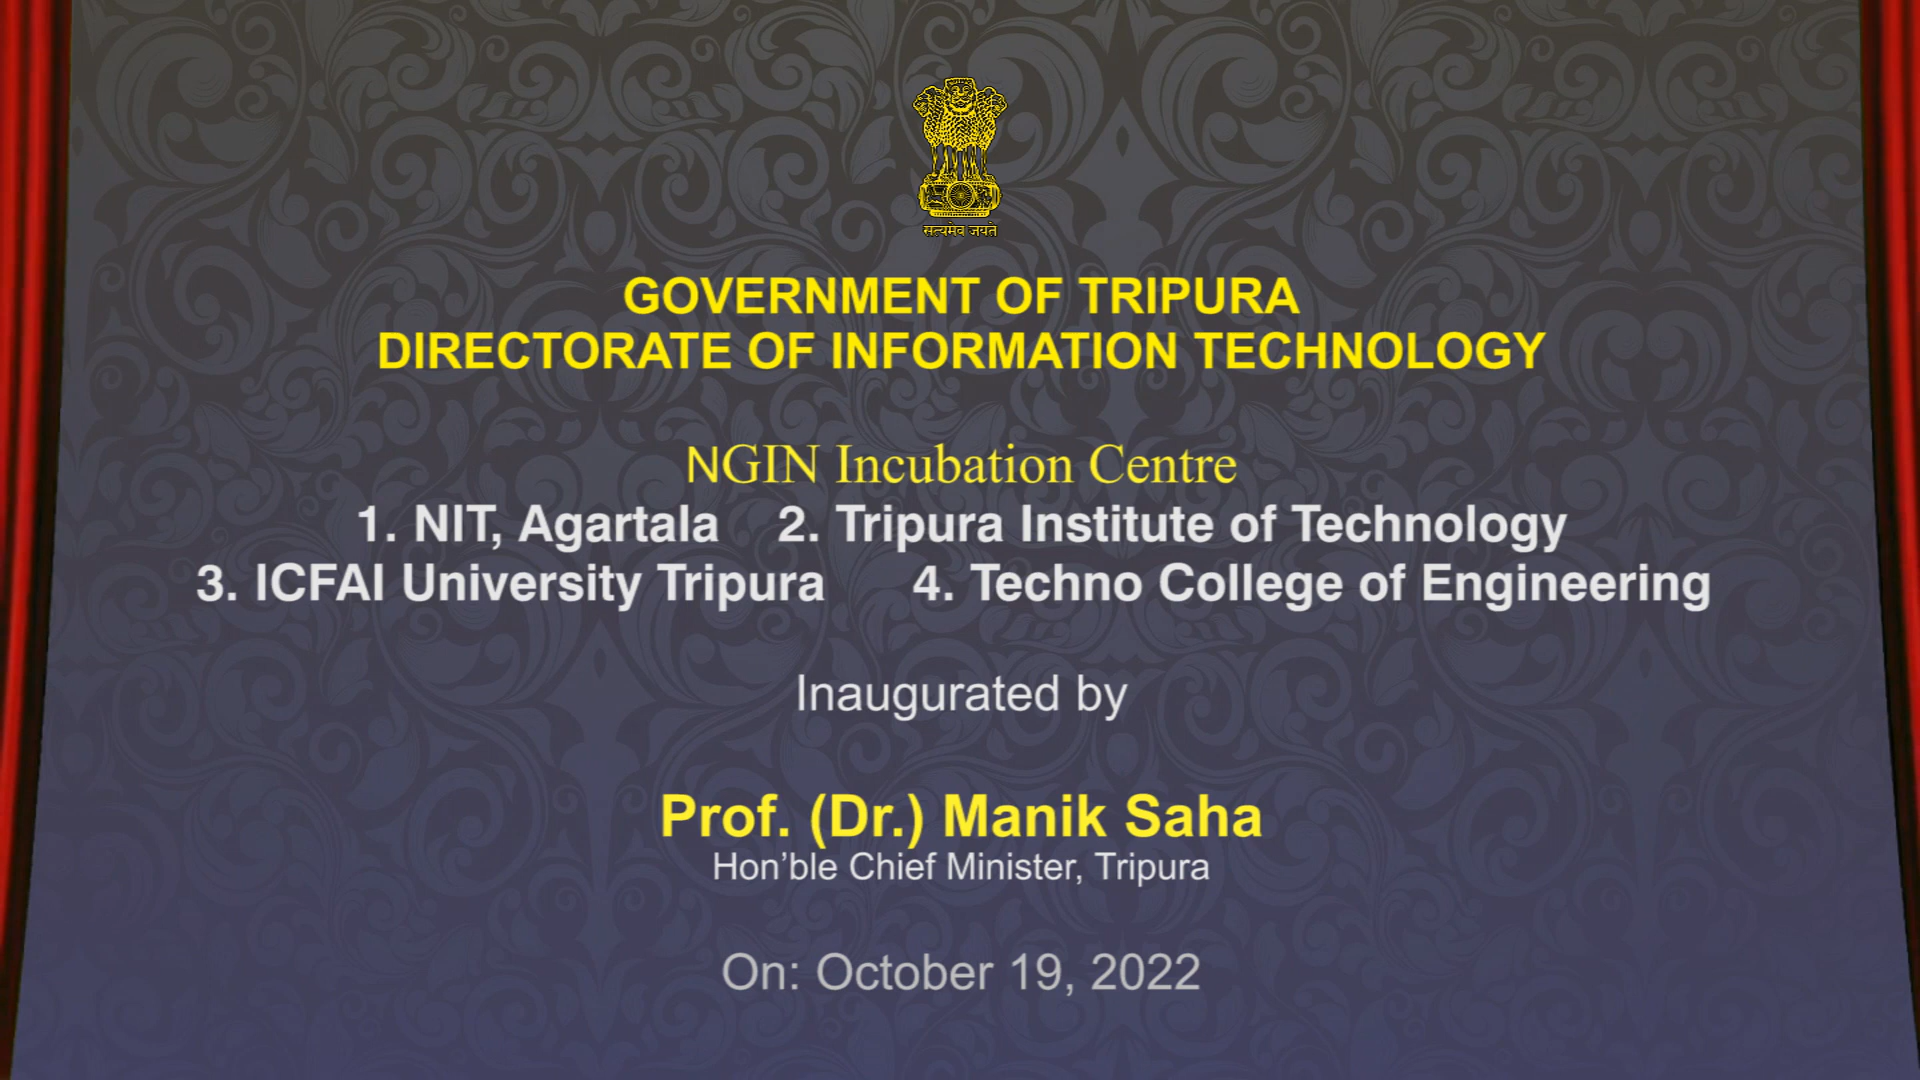 सत्यमेव जयते
GOVERNMENT OF TRIPURA
DIRECTORATE OF INFORMATION TECHNOLOGY
NGIN Incubation Centre
1. NIT, Agartala 2. Tripura Institute of Technology
3. ICFAI University Tripura 4. Techno College of Engineering
Inaugurated by
Prof. (Dr.) Manik Saha
Hon’ble Chief Minister, Tripura
On: October 19, 2022